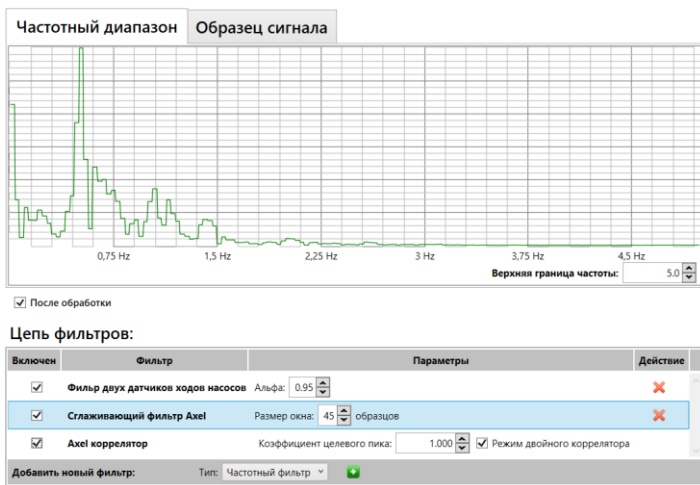 Частотный диапазон Образец сигнала
0,75 Hz 1,5 Hz 2,25 Hz 3 Hz 3,75 Hz 4,5 Hz
Верхняя граница частоты: 5.0
После обработки
Цепь фильтров:
Включен Фильтр Параметры Действие
Фильр двух датчиков ходов насосов Альфа: 0.95
Сглаживающий фильтр Axel Размер окна: 45 образцов
Axel коррелятор Коэффициент целевого пика: 1.000 Режим двойного коррелятора
Добавить новый фильтр: Тип: Частотный фильтр